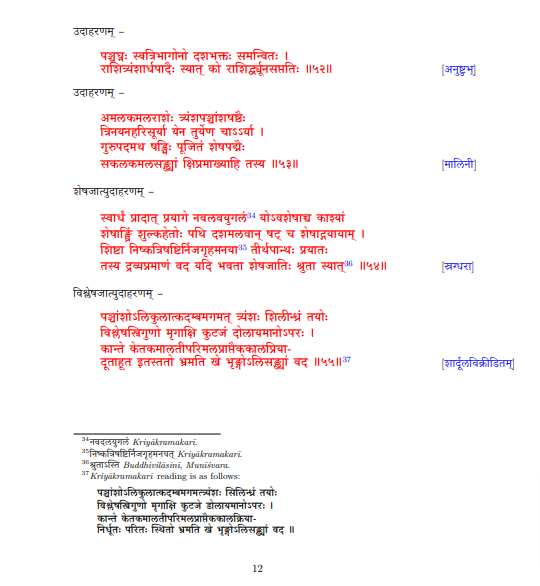 उदाहरणम् –
पञ्चघ्नः स्वत्रिभागोनो दशभक्तः समन्वितः ।
राशित्र्यंशार्धपादैः स्यात् को राशिर्द्व्यूनसप्ततिः ॥५२॥ [अनुष्टुभ्]
उदाहरणम् –
अमलकमलराशेः त्र्यंशपञ्चांशषष्ठैः
त्रिनयनहरिसूर्या येन तुर्येण चाऽऽर्या ।
गुरुपदमथ षड्भिः पूजितं शेषपद्मैः
सकलकमलसङ्ख्यां क्षिप्रमाख्याहि तस्य ॥५३॥ [मालिनी]
शेषजात्युदाहरणम् –
स्वार्धं प्रादात् प्रयागे नवलवयुगलं³⁴ योऽवशेषाच्च काश्यां
शेषाङ्घ्रिं शुल्कहेतोः पथि दशमलवान् षट् च शेषाद्गयायाम् ।
शिष्टा निष्कत्रिषष्टिर्निजगृहमनया³⁵ तीर्थपान्थः प्रयातः
तस्य द्रव्यप्रमाणं वद यदि भवता शेषजातिः श्रुता स्यात्³⁶ ॥५४॥ [स्रग्धरा]
विश्लेषजात्युदाहरणम् –
पञ्चांशोऽलिकुलात्कदम्बमगमत् त्र्यंशः शिलीन्ध्रं तयोः
विश्लेषस्त्रिगुणो मृगाक्षि कुटजं दोलायमानोऽपरः ।
कान्ते केतकमालतीपरिमलप्राप्तैककालप्रिया-
दूताहूत इतस्ततो भ्रमति खे भृङ्गोऽलिसङ्ख्यां वद ॥५५॥³⁷ [शार्दूलविक्रीडितम्]
³⁴नवदलयुगलं Kriyākramakarī.
³⁵निष्कत्रिषष्टिर्निजगृहमनयत् Kriyākramakarī.
³⁶श्रुताऽस्ति Buddhivilāsinī, Munīśvara.
³⁷Kriyākramakarī reading is as follows:
पञ्चांशोऽलिकुलात्कदम्बमगमत्त्र्यंशः सिलिन्ध्रं तयोः
विश्लेषस्त्रिगुणो मृगाक्षि कुटजे डोलायमानोऽपरः ।
कान्ते केतकमालतीपरिमलप्राप्तैककालक्रिया-
निर्धूतः परितः स्थितो भ्रमति खे भृङ्गोऽलिसङ्ख्यां वद ॥
12